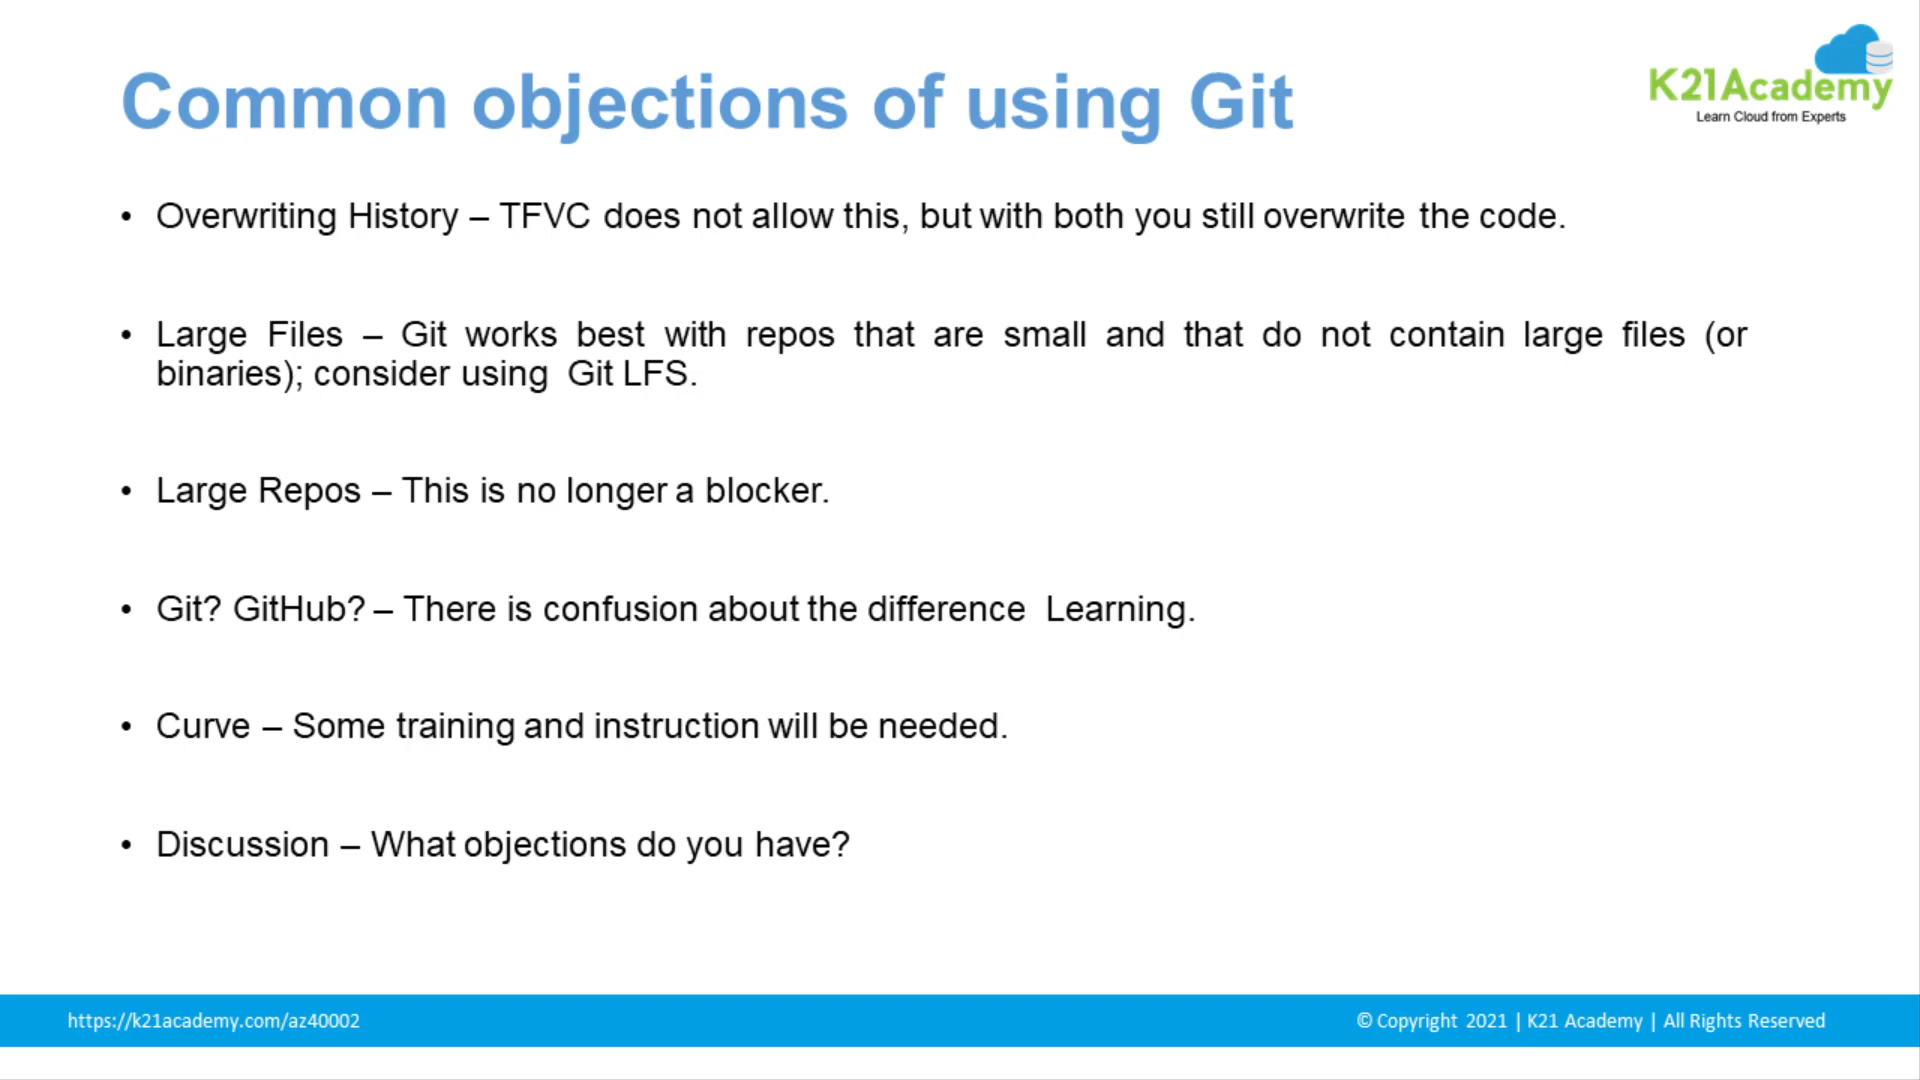 Common objections of using Git
K21Academy
Learn Cloud from Experts
• Overwriting History – TFVC does not allow this, but with both you still overwrite the code.
• Large Files – Git works best with repos that are small and that do not contain large files (or
binaries); consider using Git LFS.
• Large Repos – This is no longer a blocker.
• Git? GitHub? – There is confusion about the difference Learning.
• Curve – Some training and instruction will be needed.
• Discussion – What objections do you have?
https://k21academy.com/az40002
© Copyright 2021 | K21 Academy | All Rights Reserved